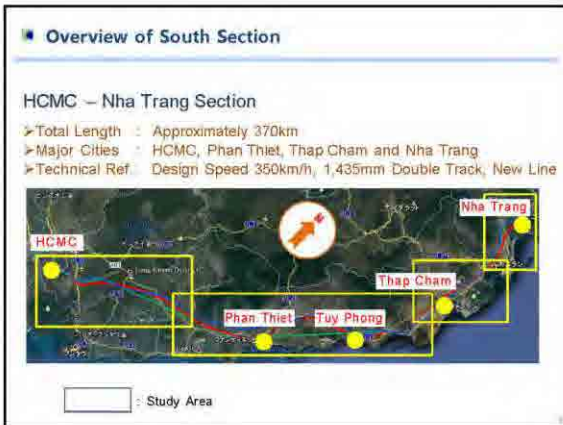 Overview of South Section
HCMC – Nha Trang Section
➢Total Length : Approximately 370km
➢Major Cities : HCMC, Phan Thiet, Thap Cham and Nha Trang
➢Technical Ref. Design Speed 350km/h, 1,435mm Double Track, New Line
Nha Trang
HCMC
Thap Cham
Phan Thiet
Tuy Phong
: Study Area